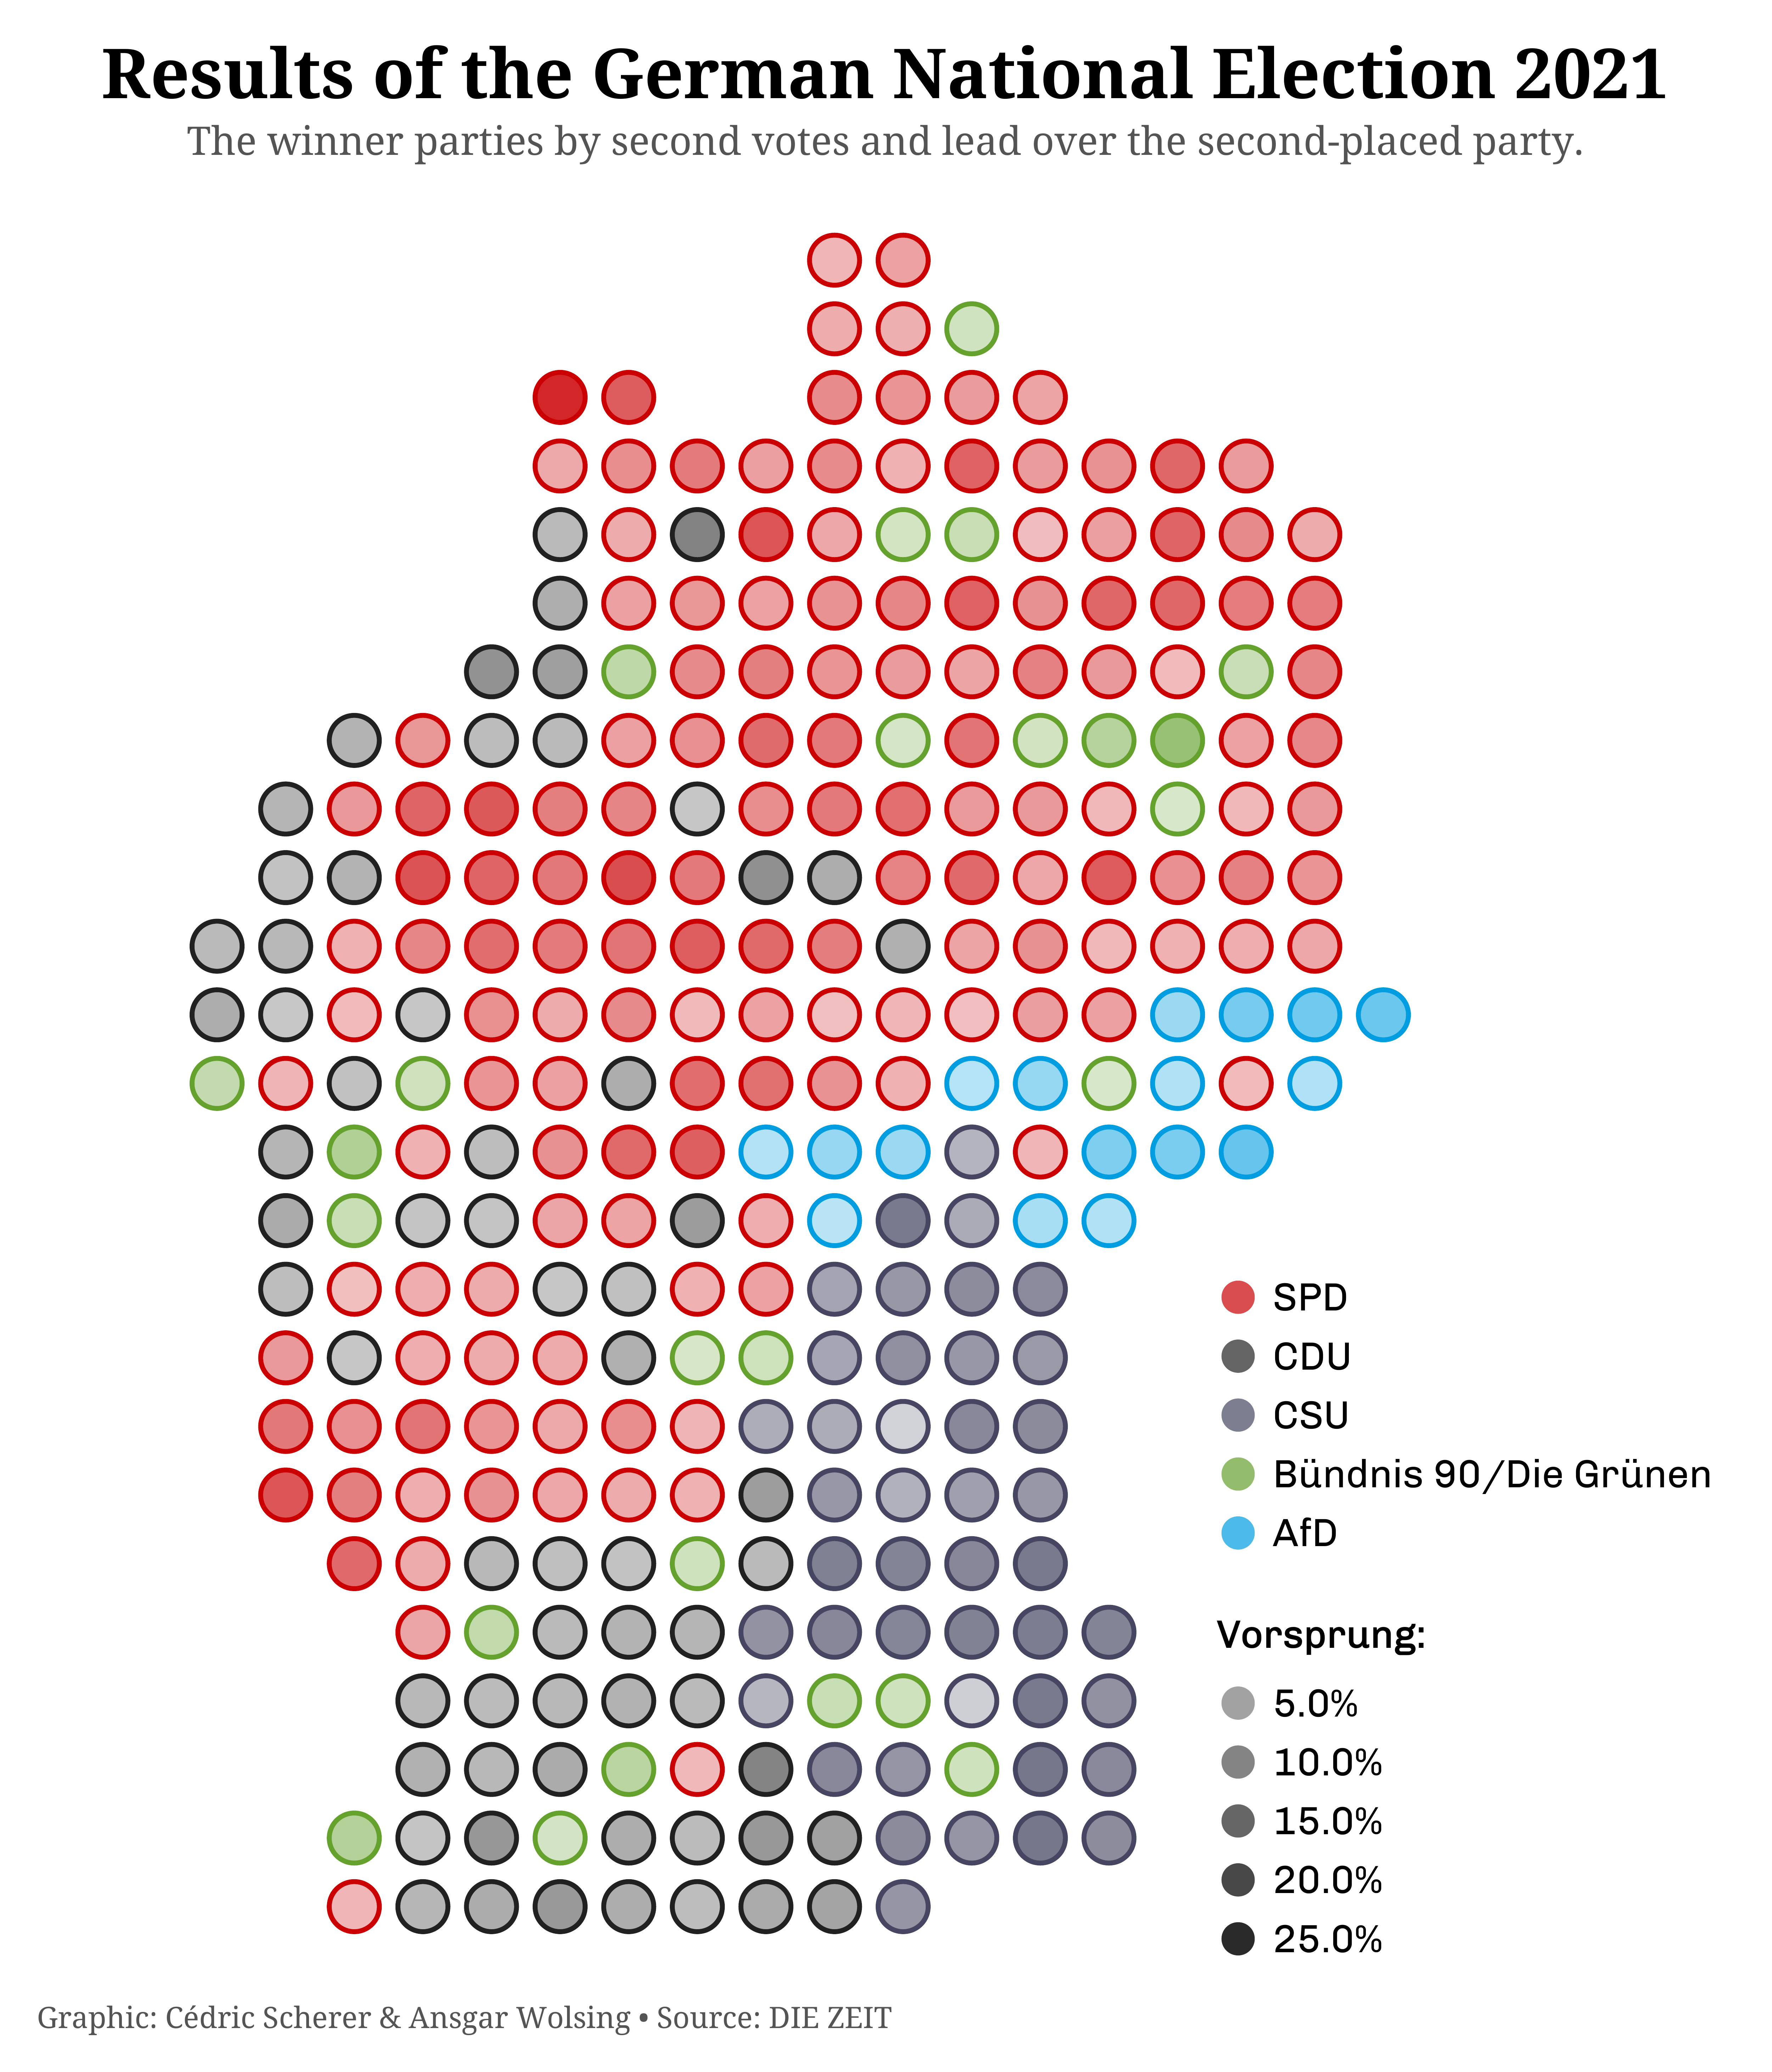 Results of the German National Election 2021
The winner parties by second votes and lead over the second-placed party.
SPD
CDU
CSU
Bündnis 90/Die Grünen
AfD
Vorsprung:
5.0%
10.0%
15.0%
20.0%
25.0%
Graphic: Cédric Scherer & Ansgar Wolsing • Source: DIE ZEIT